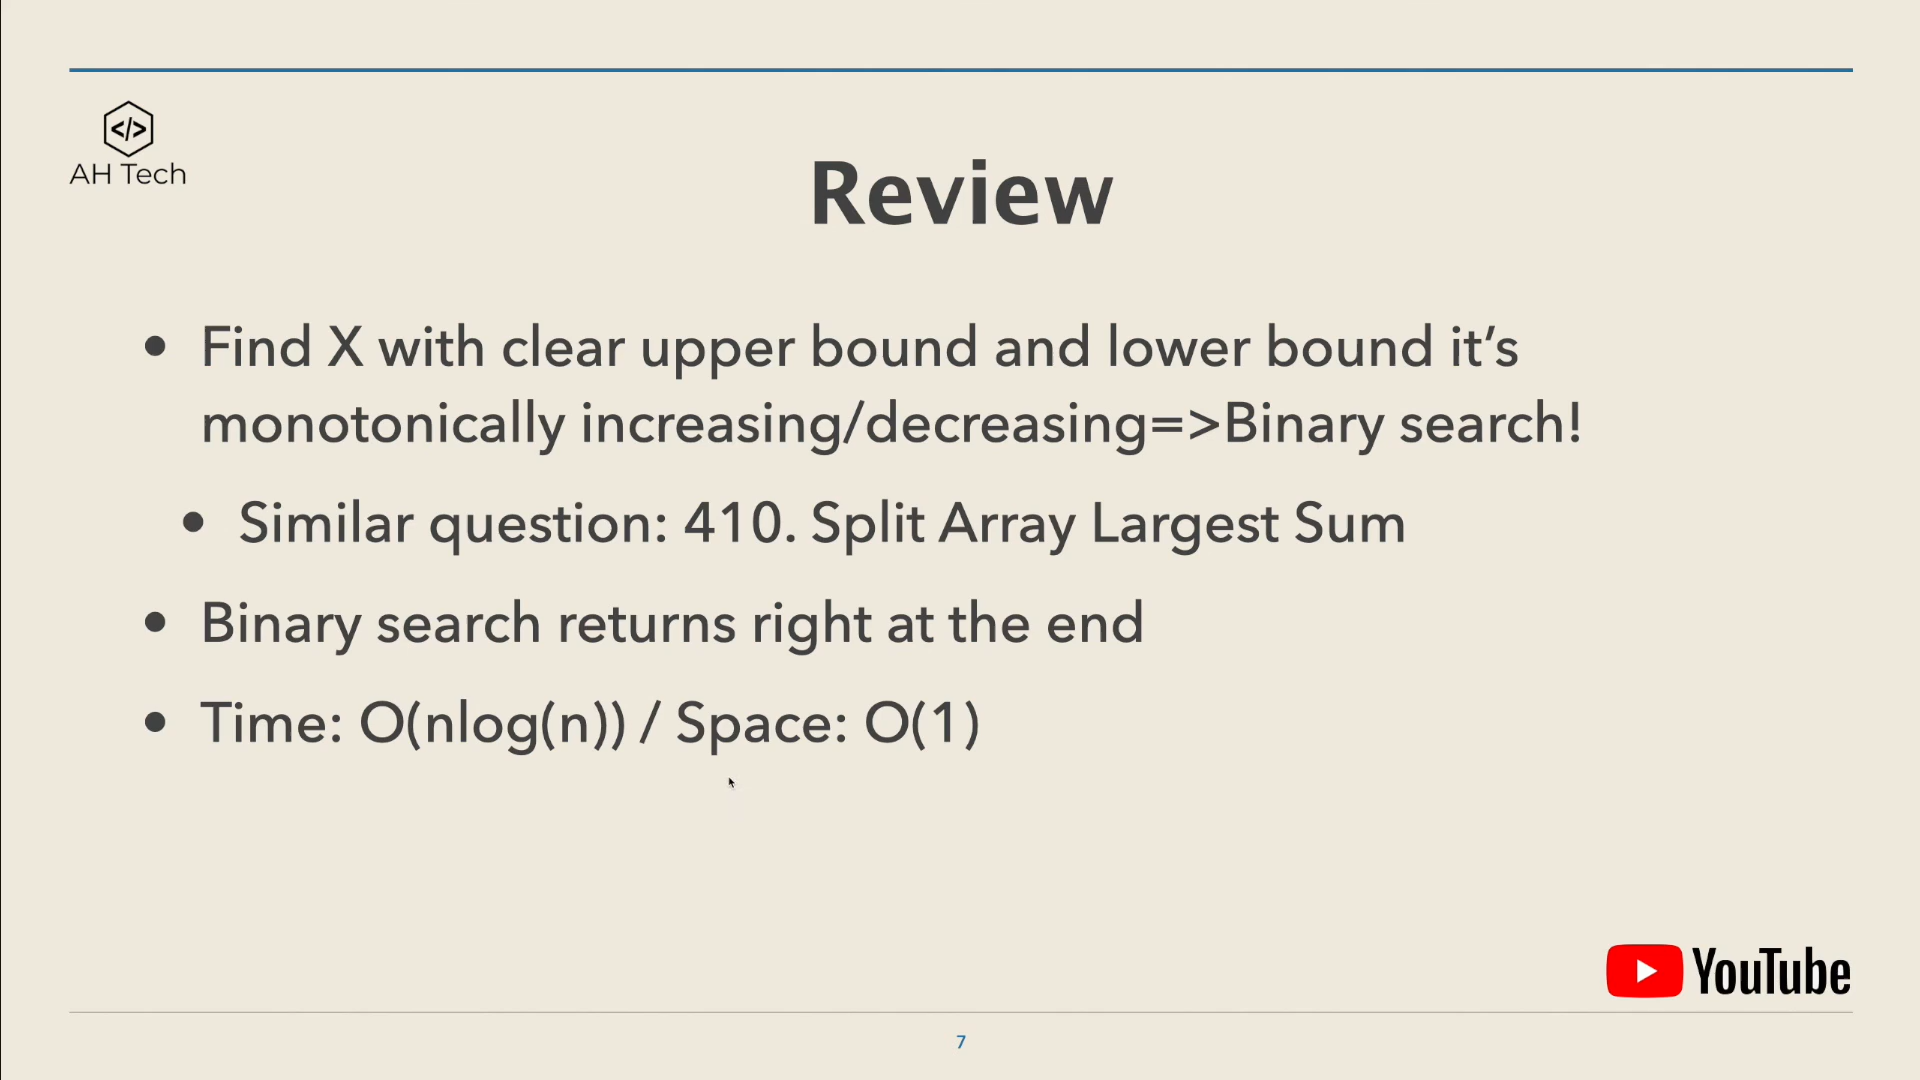 </>
AH Tech
Review
• Find X with clear upper bound and lower bound it’s
monotonically increasing/decreasing=>Binary search!
• Similar question: 410. Split Array Largest Sum
• Binary search returns right at the end
• Time: O(nlog(n)) / Space: O(1)
YouTube
7